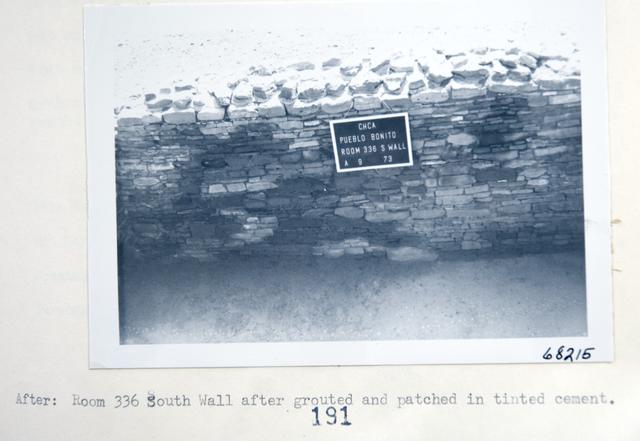 CHCA
PUEBLO BONITO
ROOM 336 S WALL
A 9 73
68215
After: Room 336 South Wall after grouted and patched in tinted cement.
191